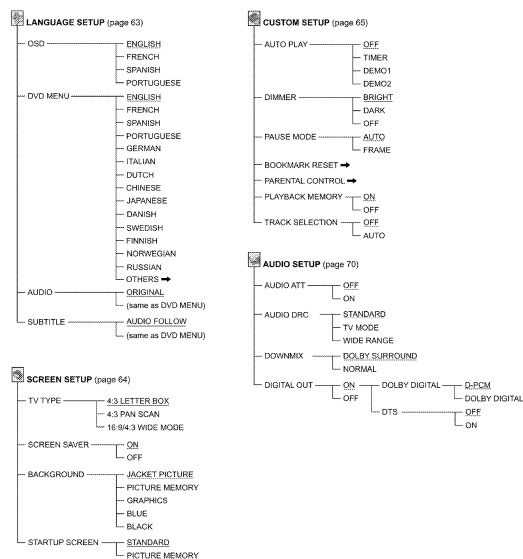 LANGUAGE SETUP (page 63)
OSD ENGLISH
FRENCH
SPANISH
PORTUGUESE
DVD MENU ENGLISH
FRENCH
SPANISH
PORTUGUESE
GERMAN
ITALIAN
DUTCH
CHINESE
JAPANESE
DANISH
SWEDISH
FINNISH
NORWEGIAN
RUSSIAN
OTHERS ➡
AUDIO ORIGINAL
(same as DVD MENU)
SUBTITLE AUDIO FOLLOW
(same as DVD MENU)
SCREEN SETUP (page 64)
TV TYPE 4:3 LETTER BOX
4:3 PAN SCAN
16:9/4:3 WIDE MODE
SCREEN SAVER ON
OFF
BACKGROUND JACKET PICTURE
PICTURE MEMORY
GRAPHICS
BLUE
BLACK
STARTUP SCREEN STANDARD
PICTURE MEMORY
CUSTOM SETUP (page 65)
AUTO PLAY OFF
TIMER
DEMO1
DEMO2
DIMMER BRIGHT
DARK
OFF
PAUSE MODE AUTO
FRAME
BOOKMARK RESET ➡
PARENTAL CONTROL ➡
PLAYBACK MEMORY ON
OFF
TRACK SELECTION OFF
AUTO
AUDIO SETUP (page 70)
AUDIO ATT OFF
ON
AUDIO DRC STANDARD
TV MODE
WIDE RANGE
DOWNMIX DOLBY SURROUND
NORMAL
DIGITAL OUT ON DOLBY DIGITAL D-PCM
OFF DOLBY DIGITAL
DTS OFF
ON